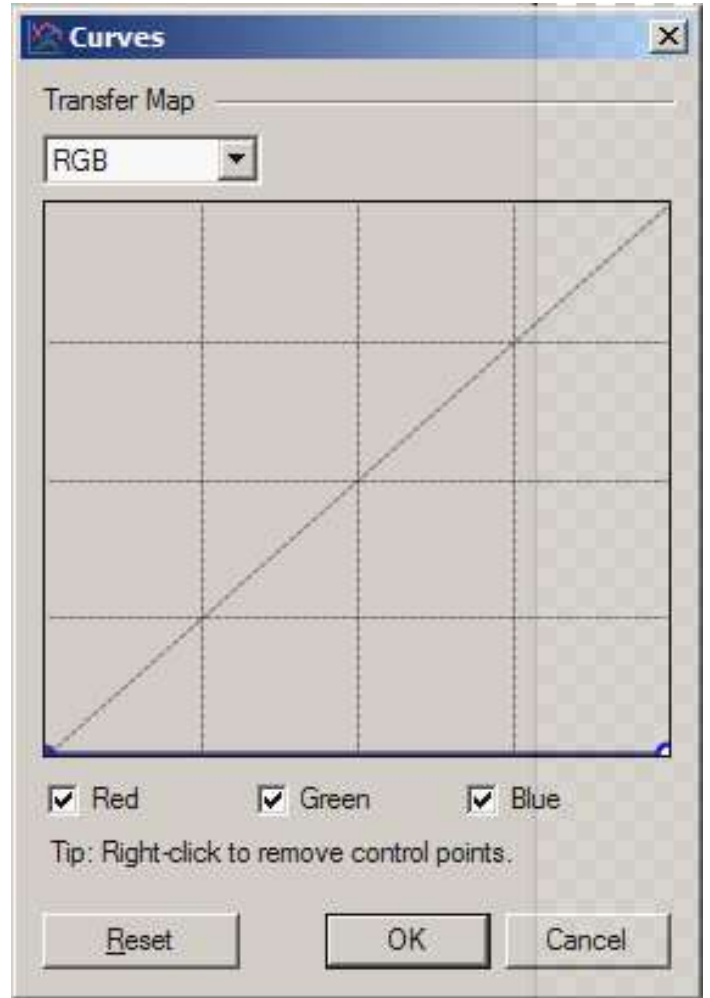 Curves
Transfer Map
RGB
Red Green Blue
Tip: Right-click to remove control points.
Reset OK Cancel